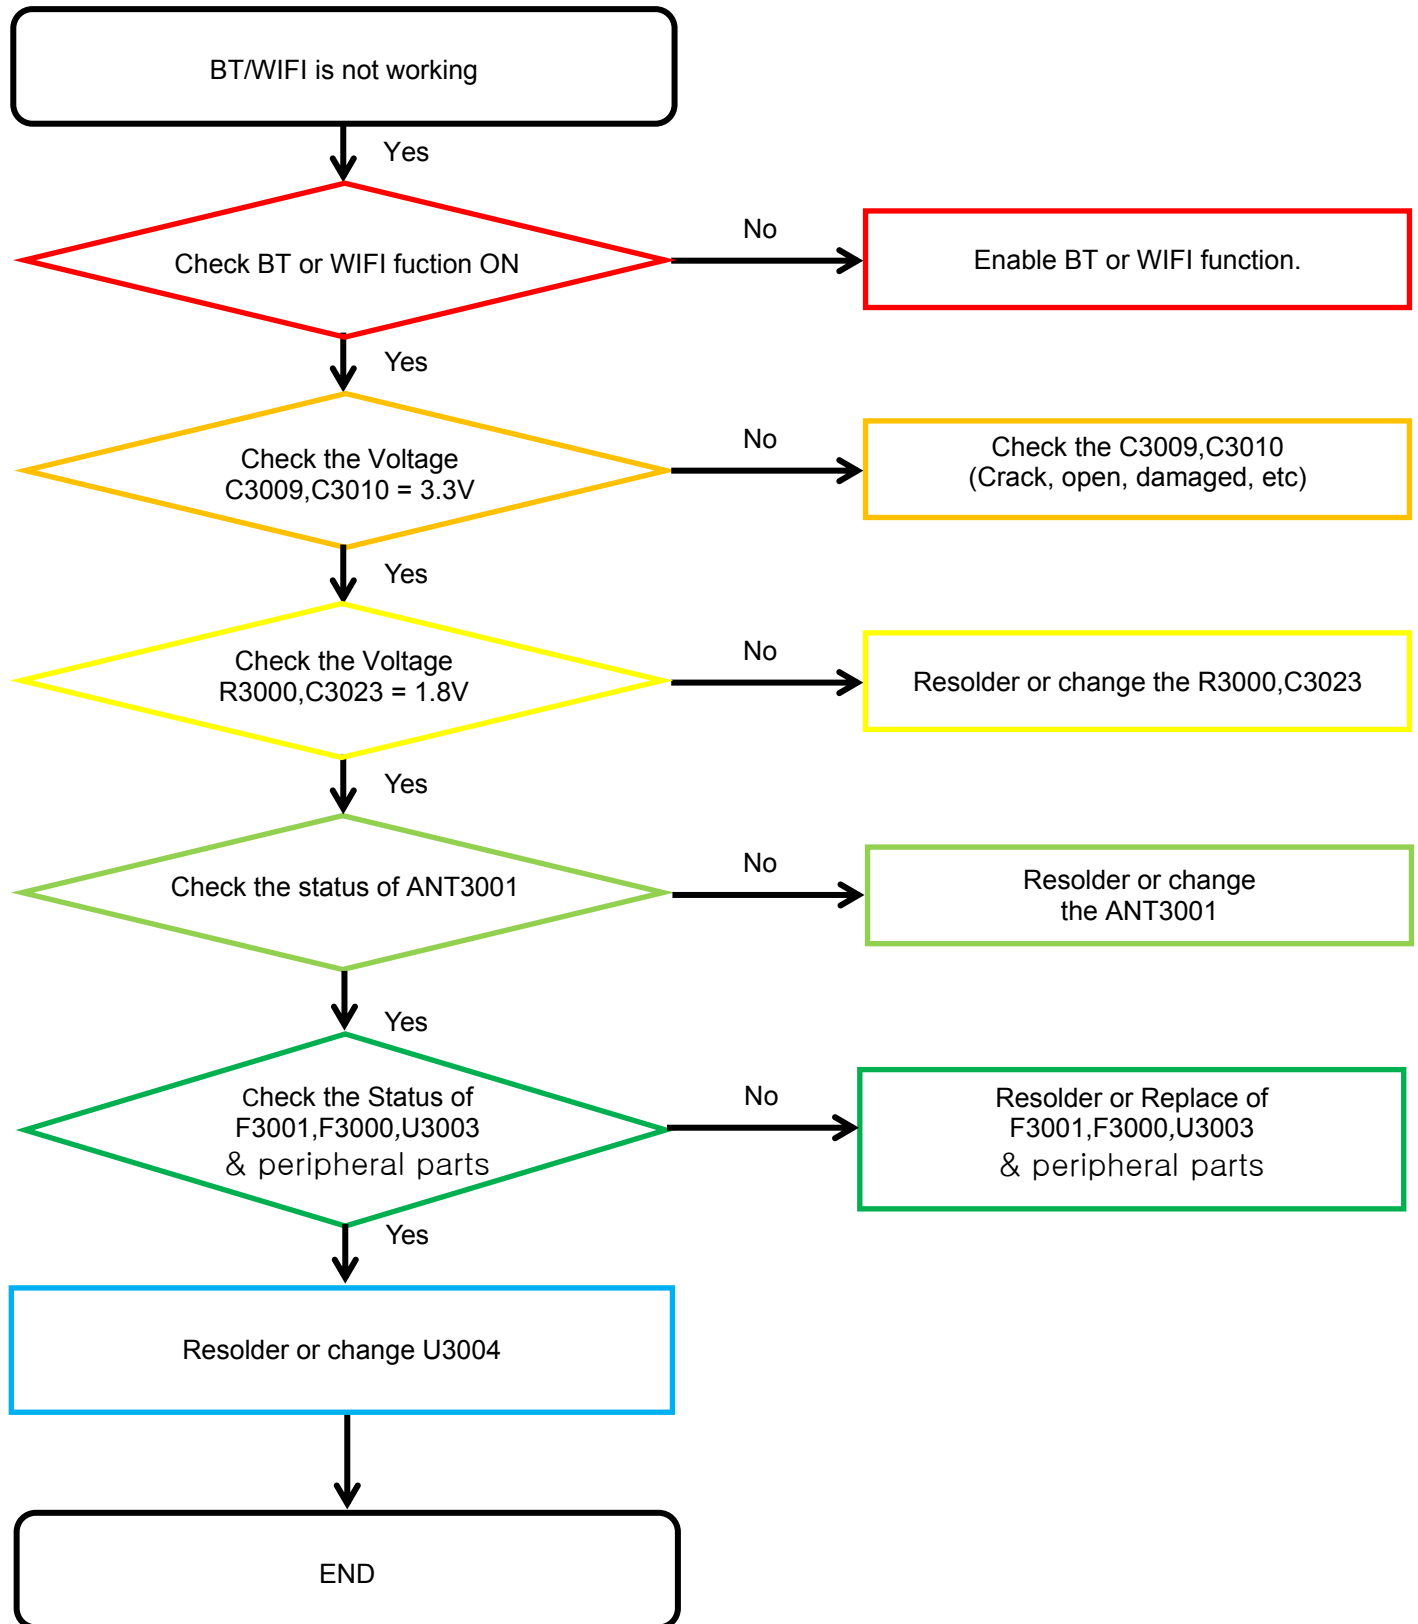 BT/WIFI is not working
Yes
Check BT or WIFI fuction ON
No
Enable BT or WIFI function.
Yes
Check the Voltage
C3009,C3010 = 3.3V
No
Check the C3009,C3010
(Crack, open, damaged, etc)
Yes
Check the Voltage
R3000,C3023 = 1.8V
No
Resolder or change the R3000,C3023
Yes
Check the status of ANT3001
No
Resolder or change
the ANT3001
Yes
Check the Status of
F3001,F3000,U3003
& peripheral parts
No
Resolder or Replace of
F3001,F3000,U3003
& peripheral parts
Yes
Resolder or change U3004
END